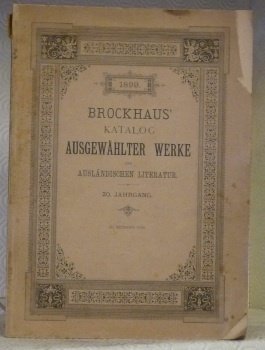 1890.
BROCKHAUS'
KATALOG
AUSGEWÄHLTER WERKE
DER
AUSLÄNDISCHEN LITERATUR.
20. JAHRGANG.